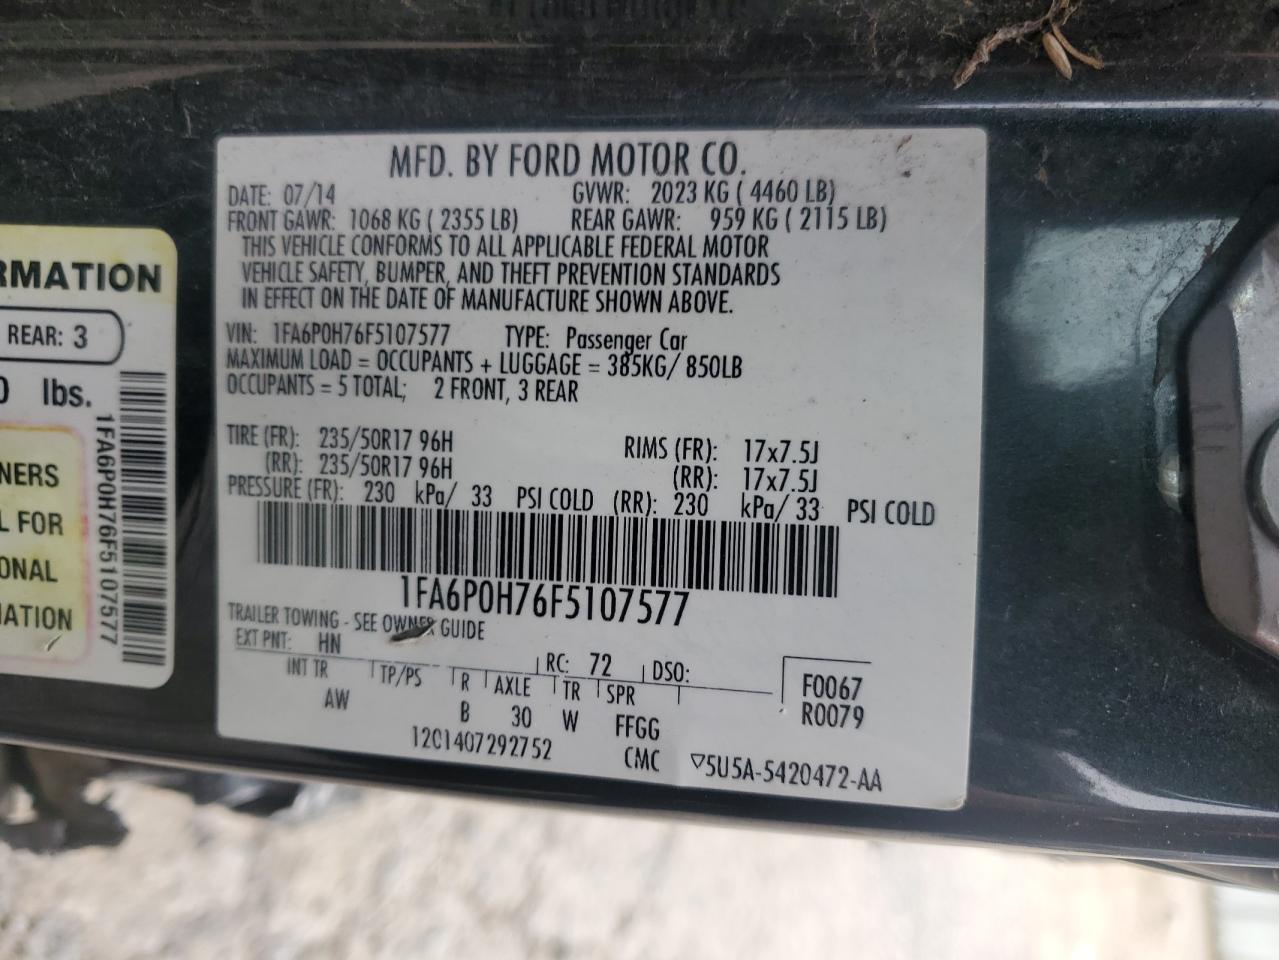 MFD. BY FORD MOTOR CO.
DATE: 07/14 GVWR: 2023 KG ( 4460 LB)
FRONT GAWR: 1068 KG ( 2355 LB) REAR GAWR: 959 KG ( 2115 LB)
THIS VEHICLE CONFORMS TO ALL APPLICABLE FEDERAL MOTOR
VEHICLE SAFETY, BUMPER, AND THEFT PREVENTION STANDARDS
IN EFFECT ON THE DATE OF MANUFACTURE SHOWN ABOVE.
VIN: 1FA6P0H76F5107577 TYPE: Passenger Car
MAXIMUM LOAD = OCCUPANTS + LUGGAGE = 385KG/ 850LB
OCCUPANTS = 5 TOTAL; 2 FRONT, 3 REAR
TIRE (FR): 235/50R17 96H RIMS (FR): 17x7.5J
(RR): 235/50R17 96H (RR): 17x7.5J
PRESSURE (FR): 230 kPa/ 33 PSI COLD (RR): 230 kPa/ 33 PSI COLD
1FA6P0H76F5107577
TRAILER TOWING - SEE OWNER GUIDE
EXT PNT: HN RC: 72 DSO:
INT TR TP/PS R AXLE TR SPR F0067
AW B 30 W FFGG R0079
12C1407292752 CMC ▽5U5A-5420472-AA
RMATION
REAR: 3
0 lbs.
NERS
L FOR
ONAL
MATION
1FA6P0H76F5107577